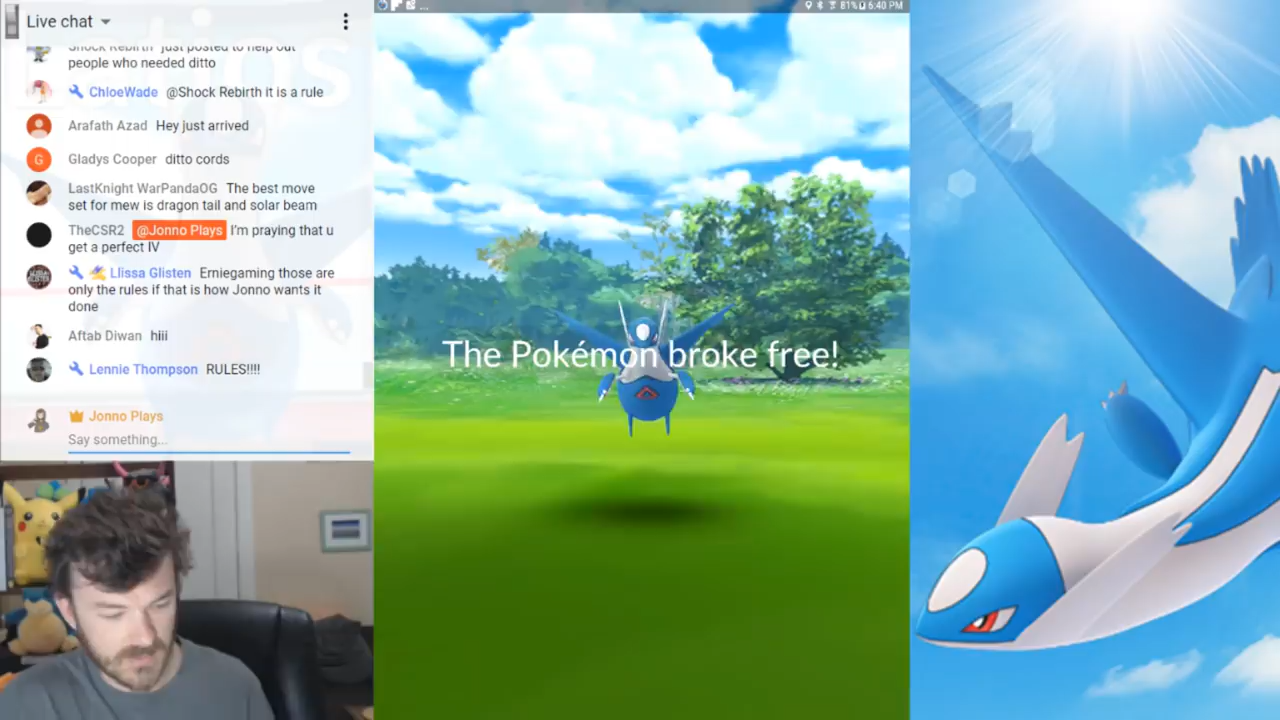 Live chat
Shock Rebirth just posted to help out
people who needed ditto
ChloeWade @Shock Rebirth it is a rule
Arafath Azad Hey just arrived
G
Gladys Cooper ditto cords
LastKnight WarPandaOG The best move
set for mew is dragon tail and solar beam
TheCSR2 @Jonno Plays I'm praying that u
get a perfect IV
Llissa Glisten Erniegaming those are
only the rules if that is how Jonno wants it
done
Aftab Diwan hiii
Lennie Thompson RULES!!!!
Jonno Plays
Say something...
... 81% 6:40 PM
The Pokémon broke free!